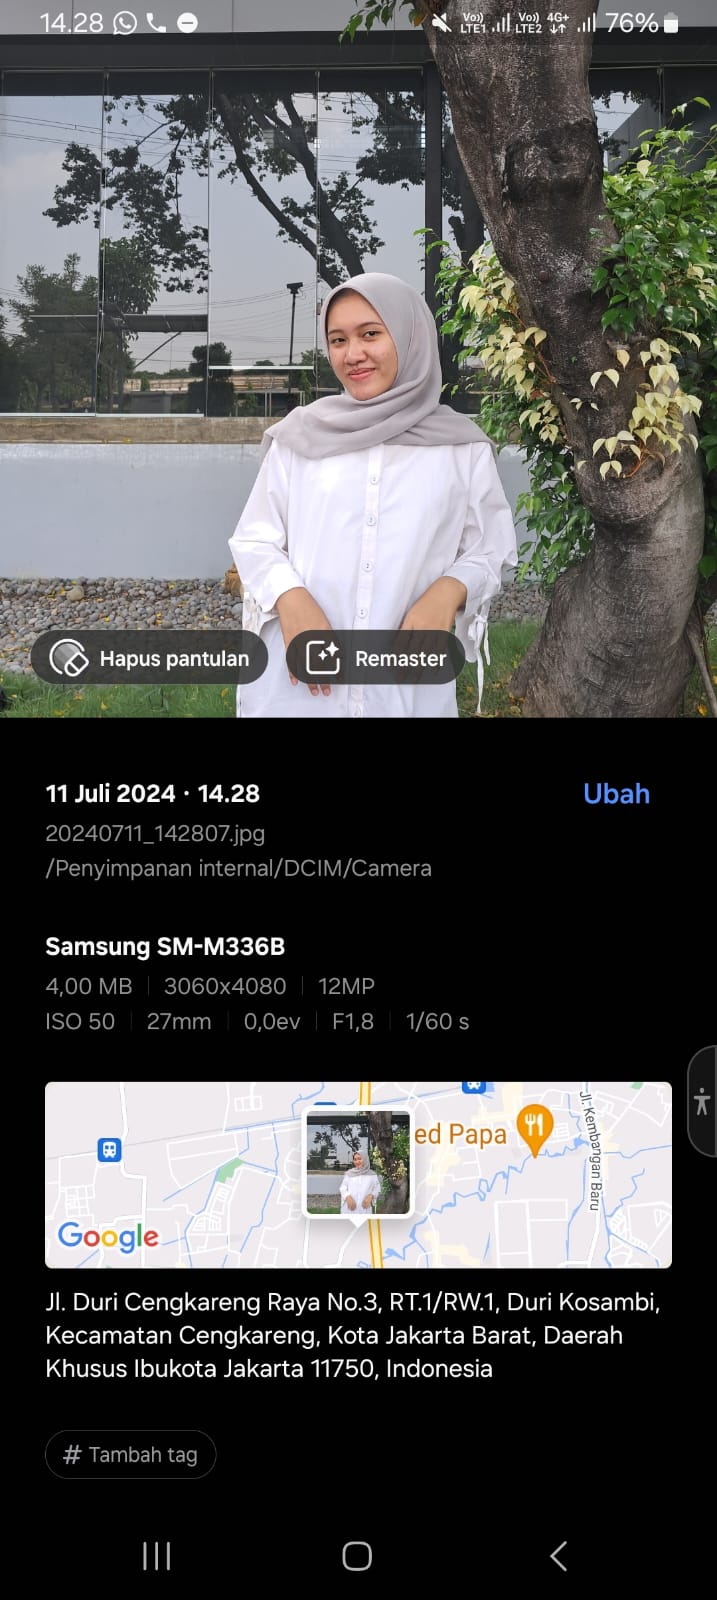 14.28
Vo)) LTE1 Vo)) LTE2 4G+ 76%
Hapus pantulan
Remaster
11 Juli 2024 · 14.28
Ubah
20240711_142807.jpg
/Penyimpanan internal/DCIM/Camera
Samsung SM-M336B
4,00 MB | 3060x4080 | 12MP
ISO 50 | 27mm | 0,0ev | F1,8 | 1/60 s
ed Papa
Jl. Kembangan Baru
Google
Jl. Duri Cengkareng Raya No.3, RT.1/RW.1, Duri Kosambi,
Kecamatan Cengkareng, Kota Jakarta Barat, Daerah
Khusus Ibukota Jakarta 11750, Indonesia
# Tambah tag